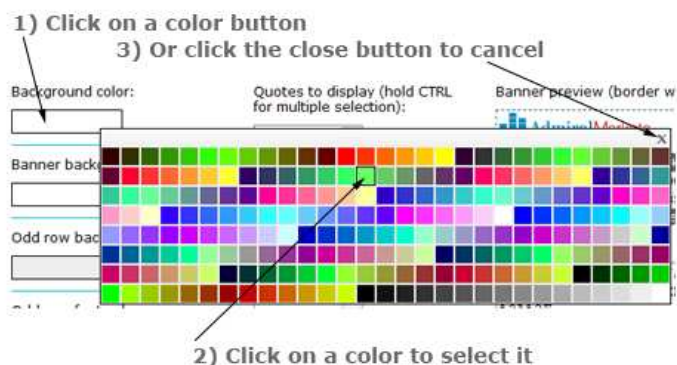 1) Click on a color button
3) Or click the close button to cancel
Background color:
Quotes to display (hold CTRL
for multiple selection):
Banner preview (border w
X
Banner backg
Odd row bac
2) Click on a color to select it